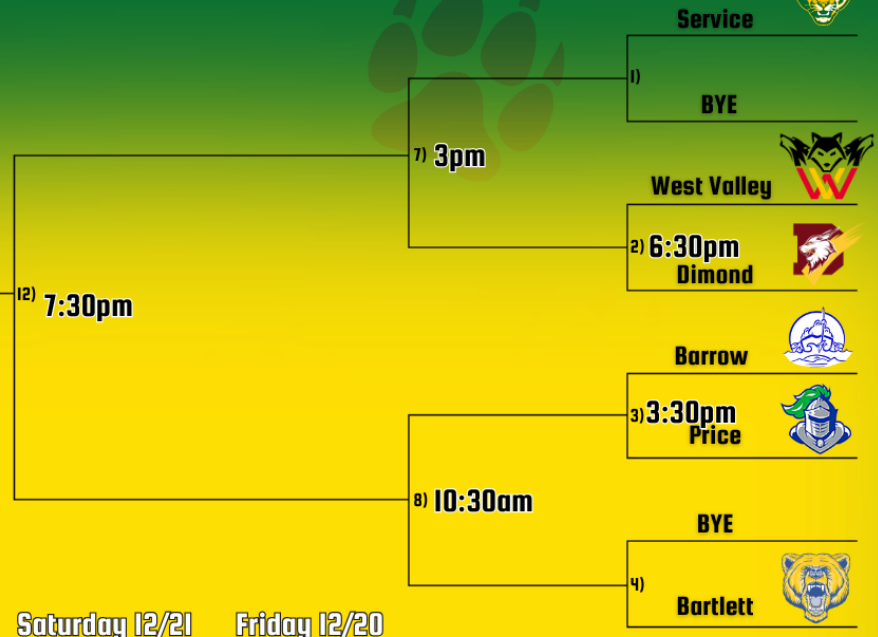 Service
1)
BYE
7) 3pm
West Valley
2) 6:30pm
Dimond
12) 7:30pm
Barrow
3) 3:30pm
Price
8) 10:30am
BYE
4)
Bartlett
Saturday 12/21 Friday 12/20